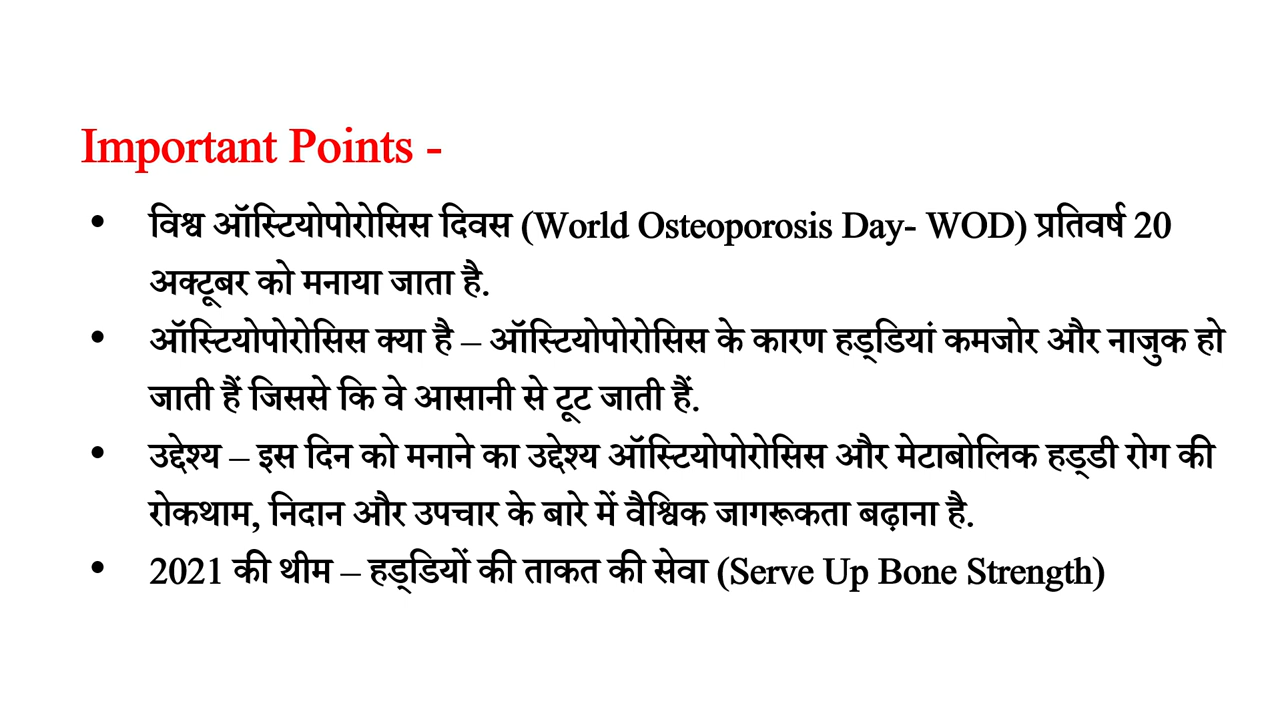 Important Points -
• विश्व ऑस्टियोपोरोसिस दिवस (World Osteoporosis Day- WOD) प्रतिवर्ष 20
अक्टूबर को मनाया जाता है.
• ऑस्टियोपोरोसिस क्या है – ऑस्टियोपोरोसिस के कारण हड्डियां कमजोर और नाजुक हो
जाती हैं जिससे कि वे आसानी से टूट जाती हैं.
• उद्देश्य – इस दिन को मनाने का उद्देश्य ऑस्टियोपोरोसिस और मेटाबोलिक हड्डी रोग की
रोकथाम, निदान और उपचार के बारे में वैश्विक जागरूकता बढ़ाना है.
• 2021 की थीम – हड्डियों की ताकत की सेवा (Serve Up Bone Strength)